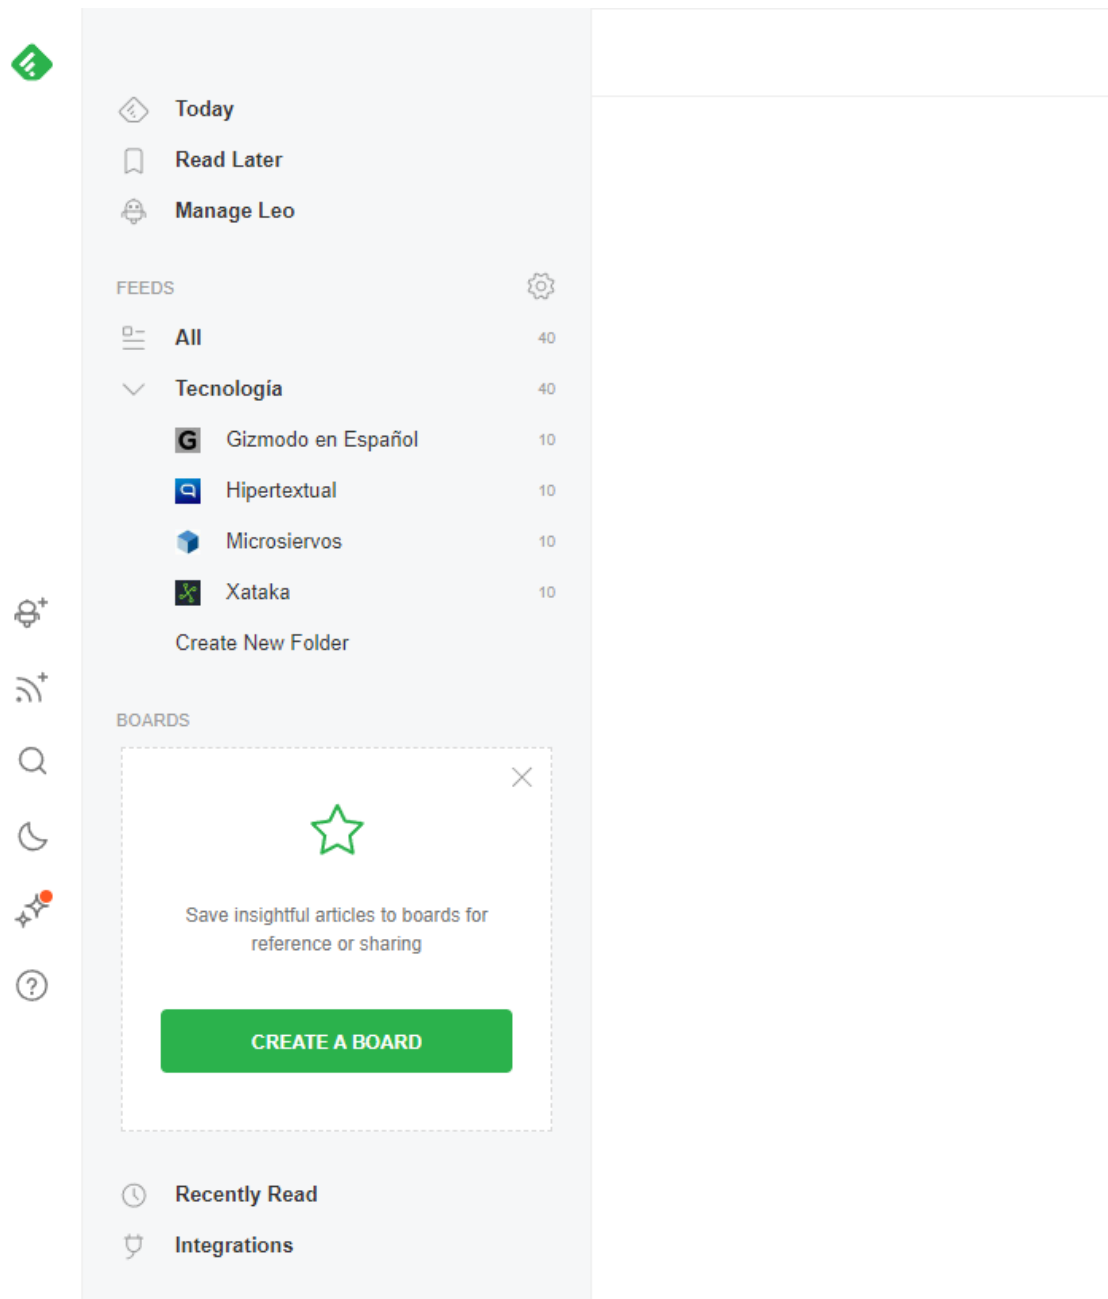 Today
Read Later
Manage Leo
FEEDS
All 40
Tecnología 40
G Gizmodo en Español 10
Hipertextual 10
Microsiervos 10
Xataka 10
Create New Folder
BOARDS
Save insightful articles to boards for
reference or sharing
CREATE A BOARD
Recently Read
Integrations